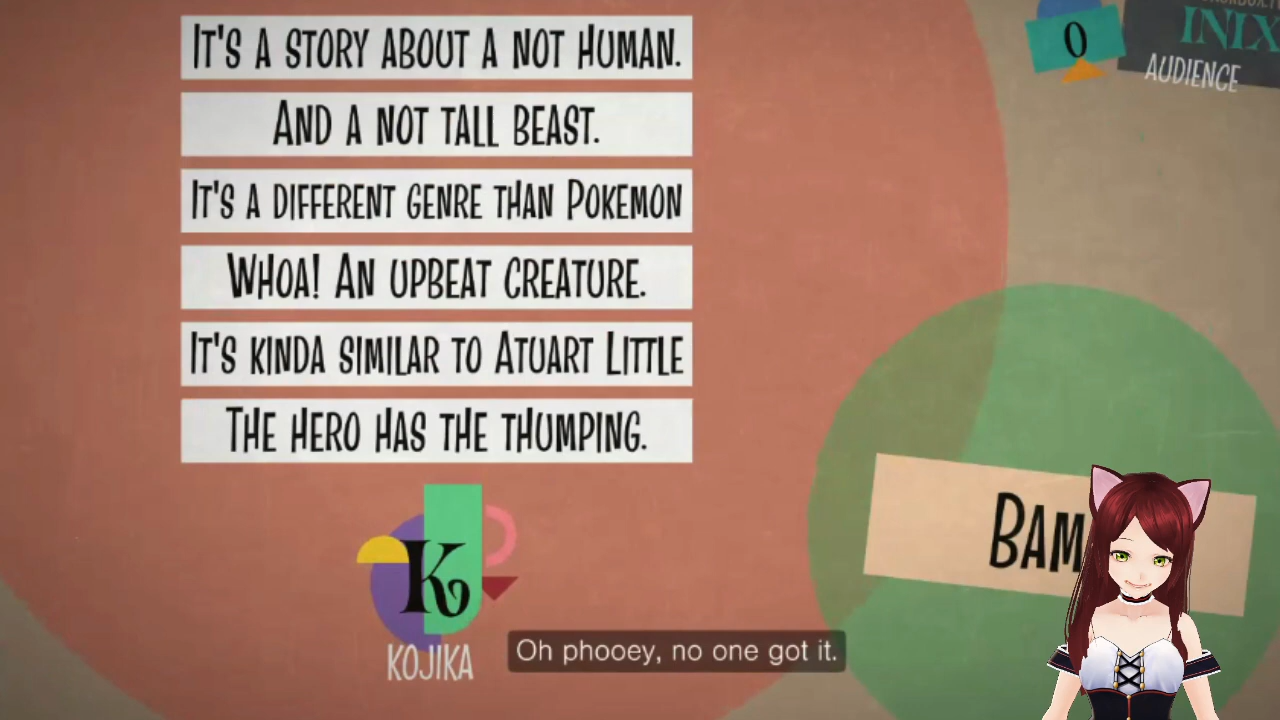 IT'S A STORY ABOUT A NOT HUMAN.
AND A NOT TALL BEAST.
IT'S A DIFFERENT GENRE THAN POKEMON
WHOA! AN UPBEAT CREATURE.
IT'S KINDA SIMILAR TO ATUART LITTLE
THE HERO HAS THE THUMPING.
K
KOJIKA
Oh phooey, no one got it.
0
INIX
AUDIENCE
BAM